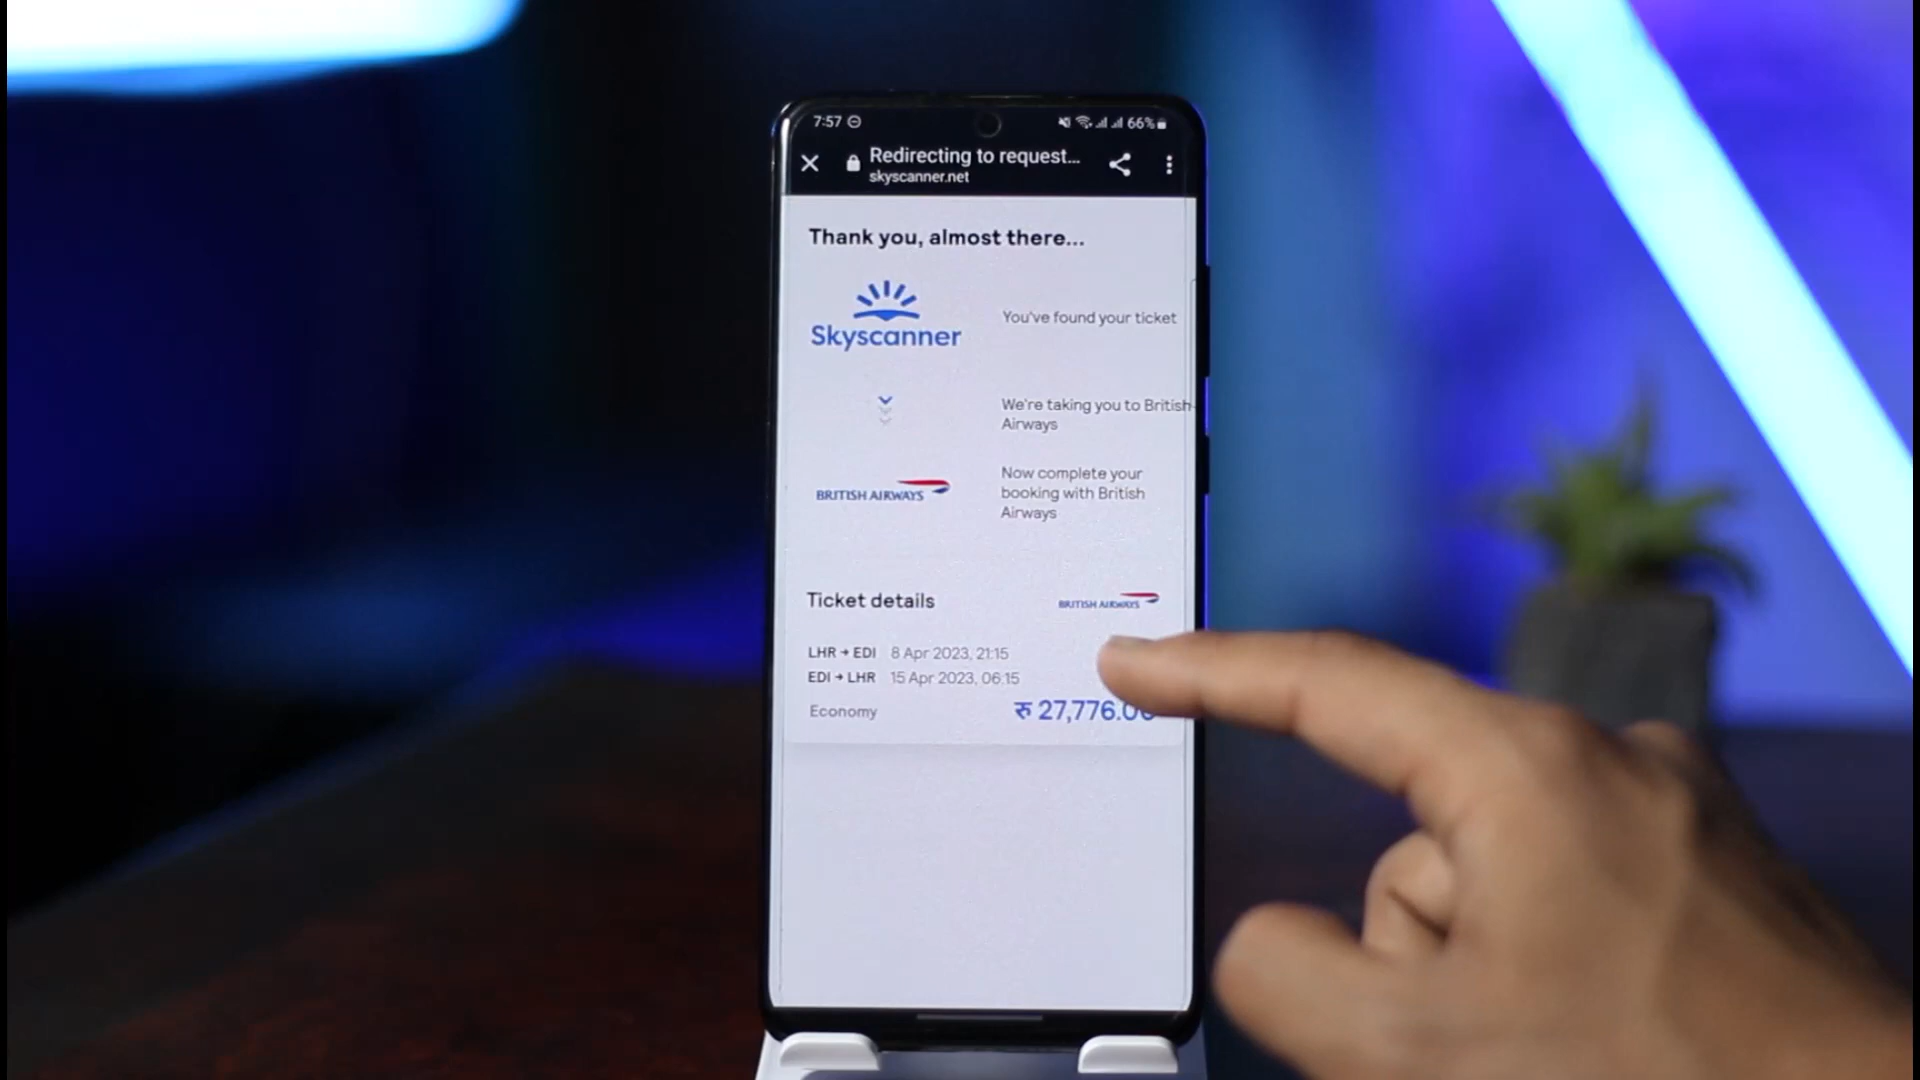 7:57
66%
Redirecting to request...
skyscanner.net
Thank you, almost there...
Skyscanner
You've found your ticket
We're taking you to British
Airways
BRITISH AIRWAYS
Now complete your
booking with British
Airways
Ticket details
BRITISH AIRWAYS
LHR → EDI 8 Apr 2023, 21:15
EDI → LHR 15 Apr 2023, 06:15
Economy
रु 27,776.00